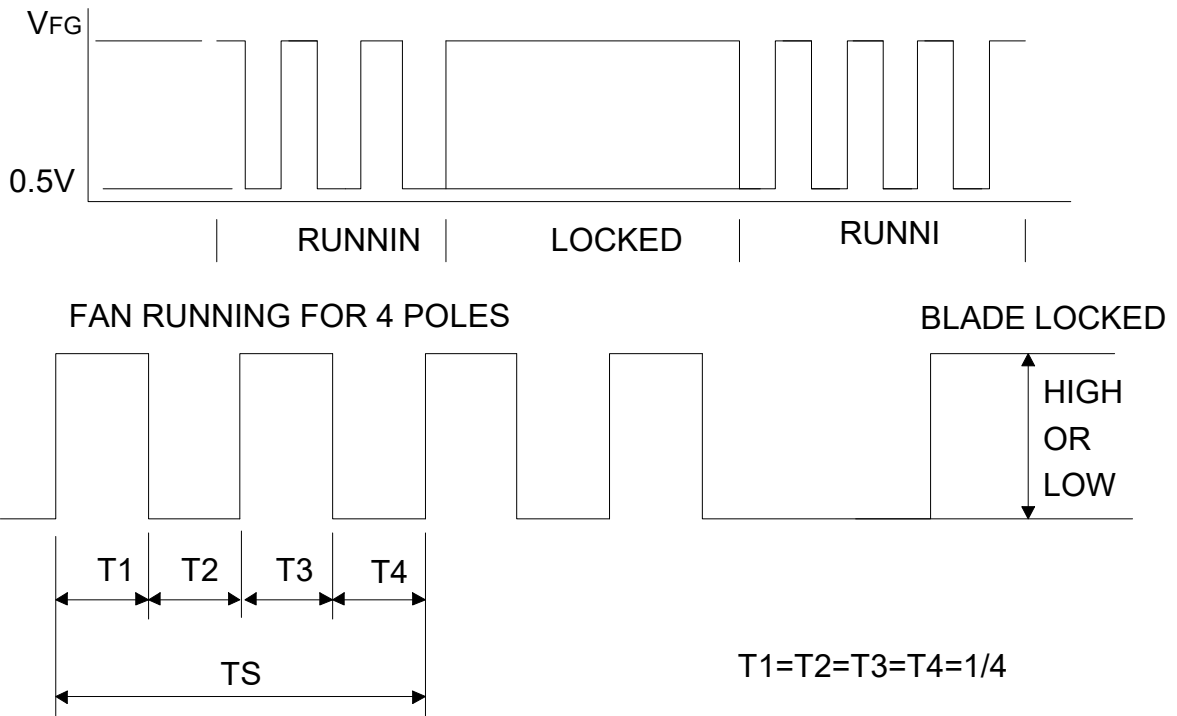 VFG
0.5V
RUNNIN LOCKED RUNNI
FAN RUNNING FOR 4 POLES
BLADE LOCKED
HIGH
OR
LOW
T1 T2 T3 T4
TS
T1=T2=T3=T4=1/4